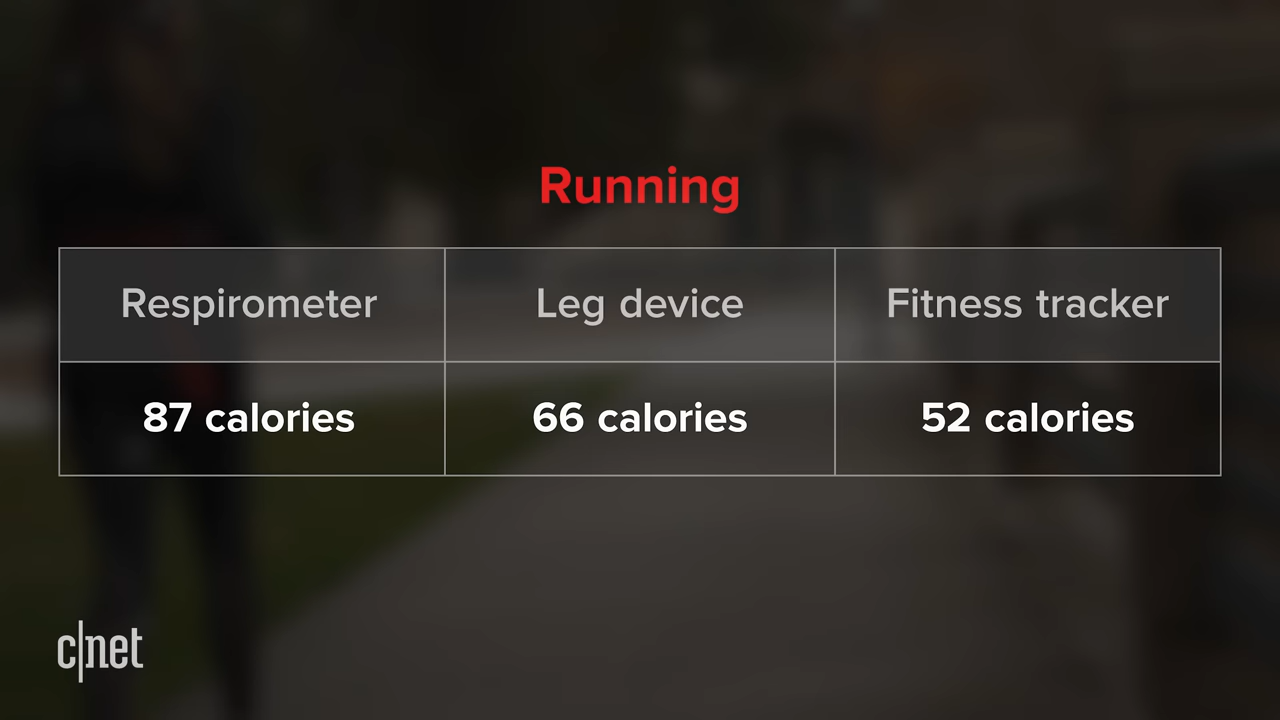 Running
Respirometer Leg device Fitness tracker
87 calories 66 calories 52 calories
c|net